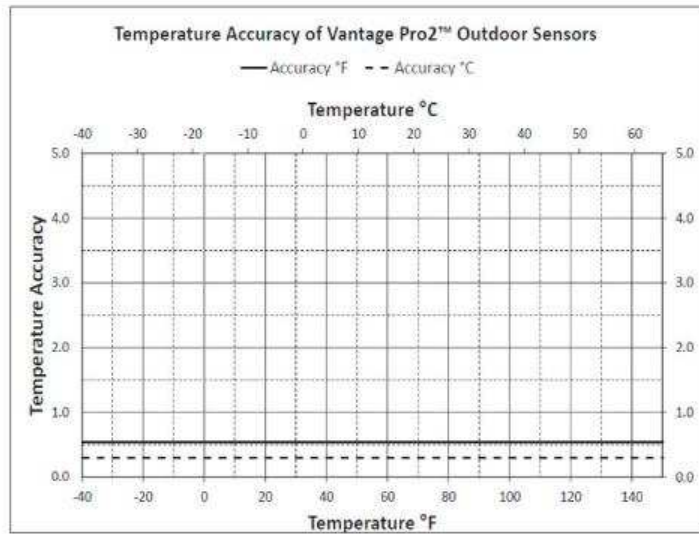 Temperature Accuracy of Vantage Pro2™ Outdoor Sensors
Accuracy °F Accuracy °C
Temperature °C
-40 -30 -20 -10 0 10 20 30 40 50 60
5.0 5.0
4.0 4.0
3.0 3.0
2.0 2.0
1.0 1.0
0.0 0.0
Temperature Accuracy
-40 -20 0 20 40 60 80 100 120 140
Temperature °F